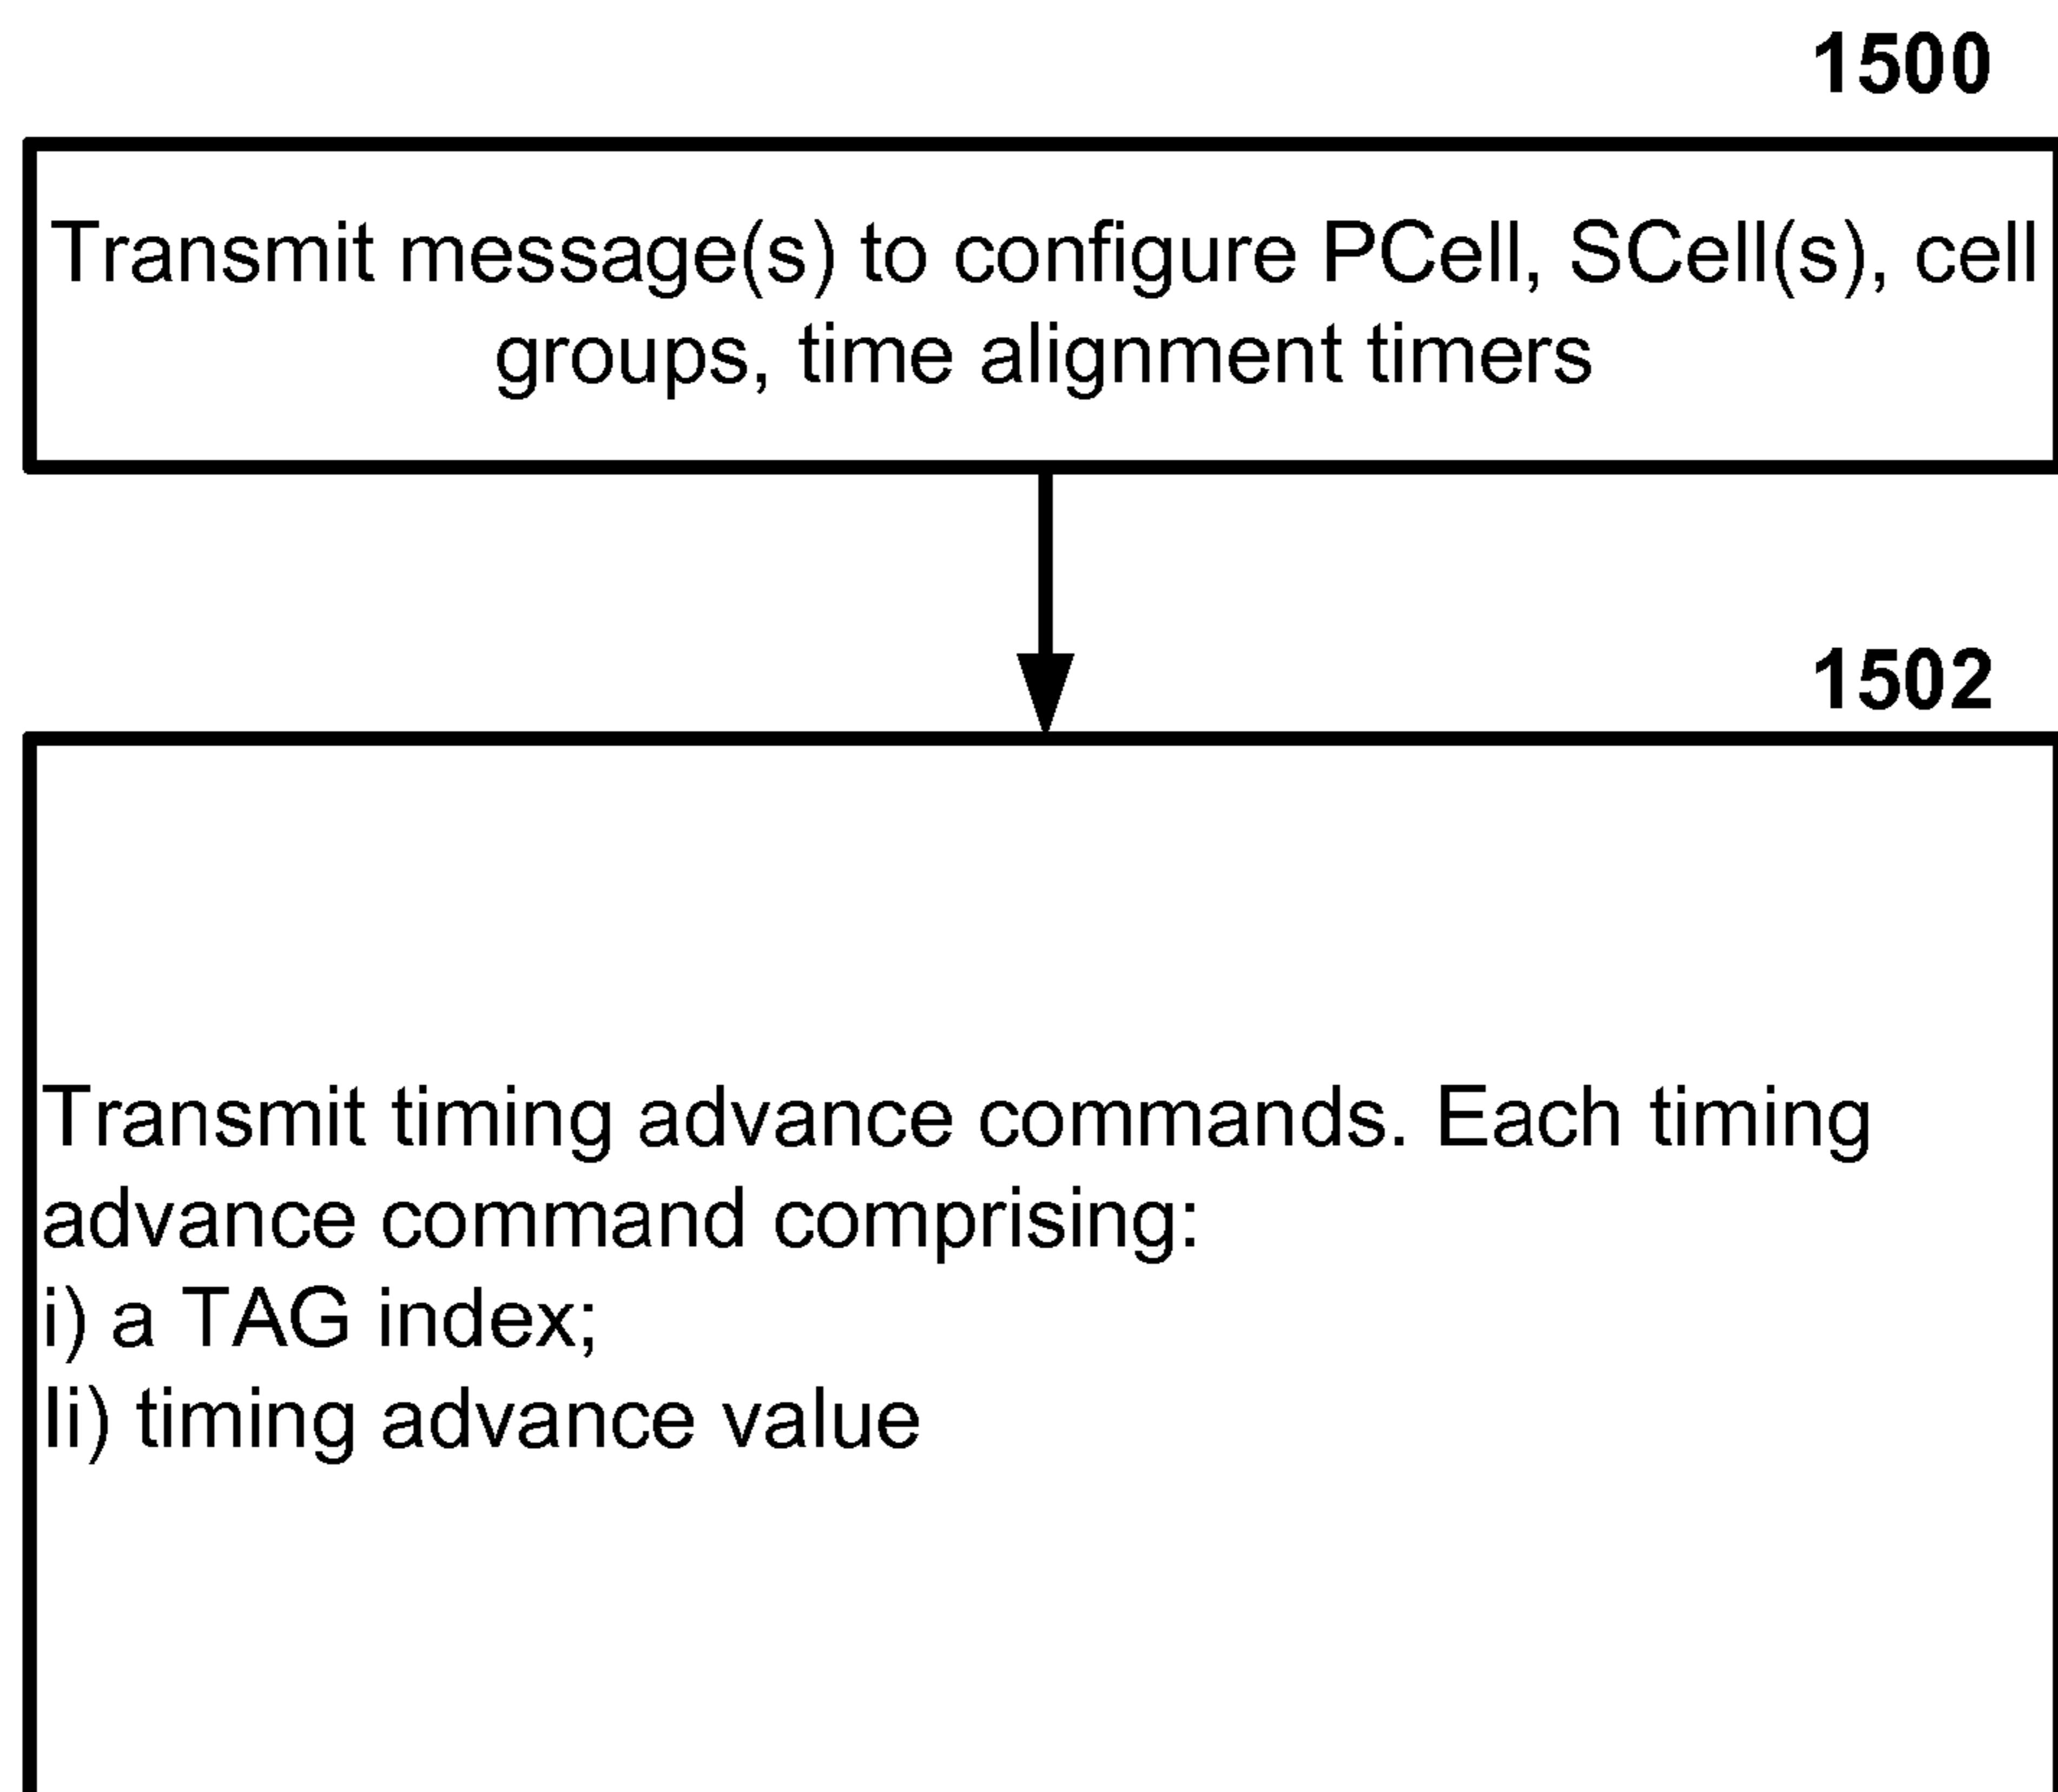 1500
Transmit message(s) to configure PCell, SCell(s), cell
groups, time alignment timers
1502
Transmit timing advance commands. Each timing
advance command comprising:
i) a TAG index;
Ii) timing advance value